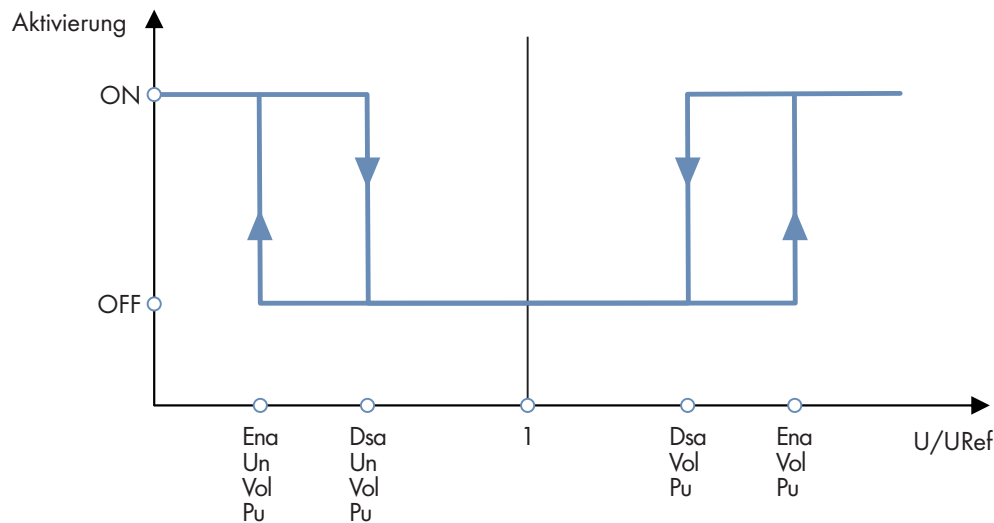 Aktivierung
ON
OFF
Ena
Un
Vol
Pu
Dsa
Un
Vol
Pu
1
Dsa
Vol
Pu
Ena
Vol
Pu
U/URef